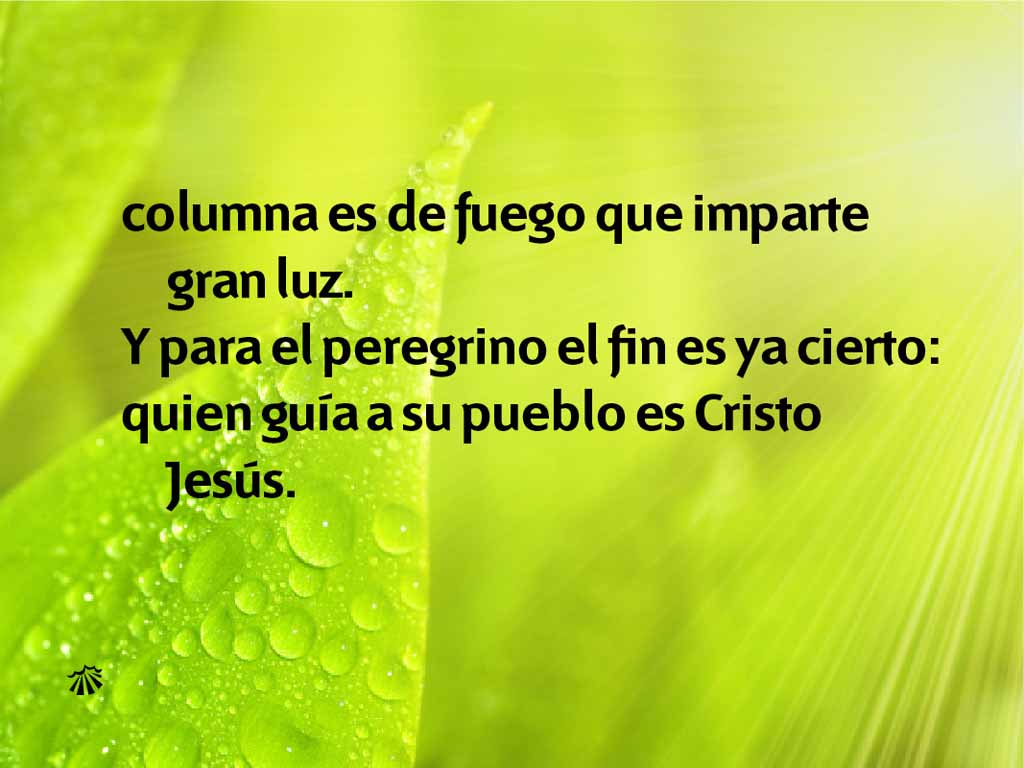 columna es de fuego que imparte
gran luz.
Y para el peregrino el fin es ya cierto:
quien guía a su pueblo es Cristo
Jesús.